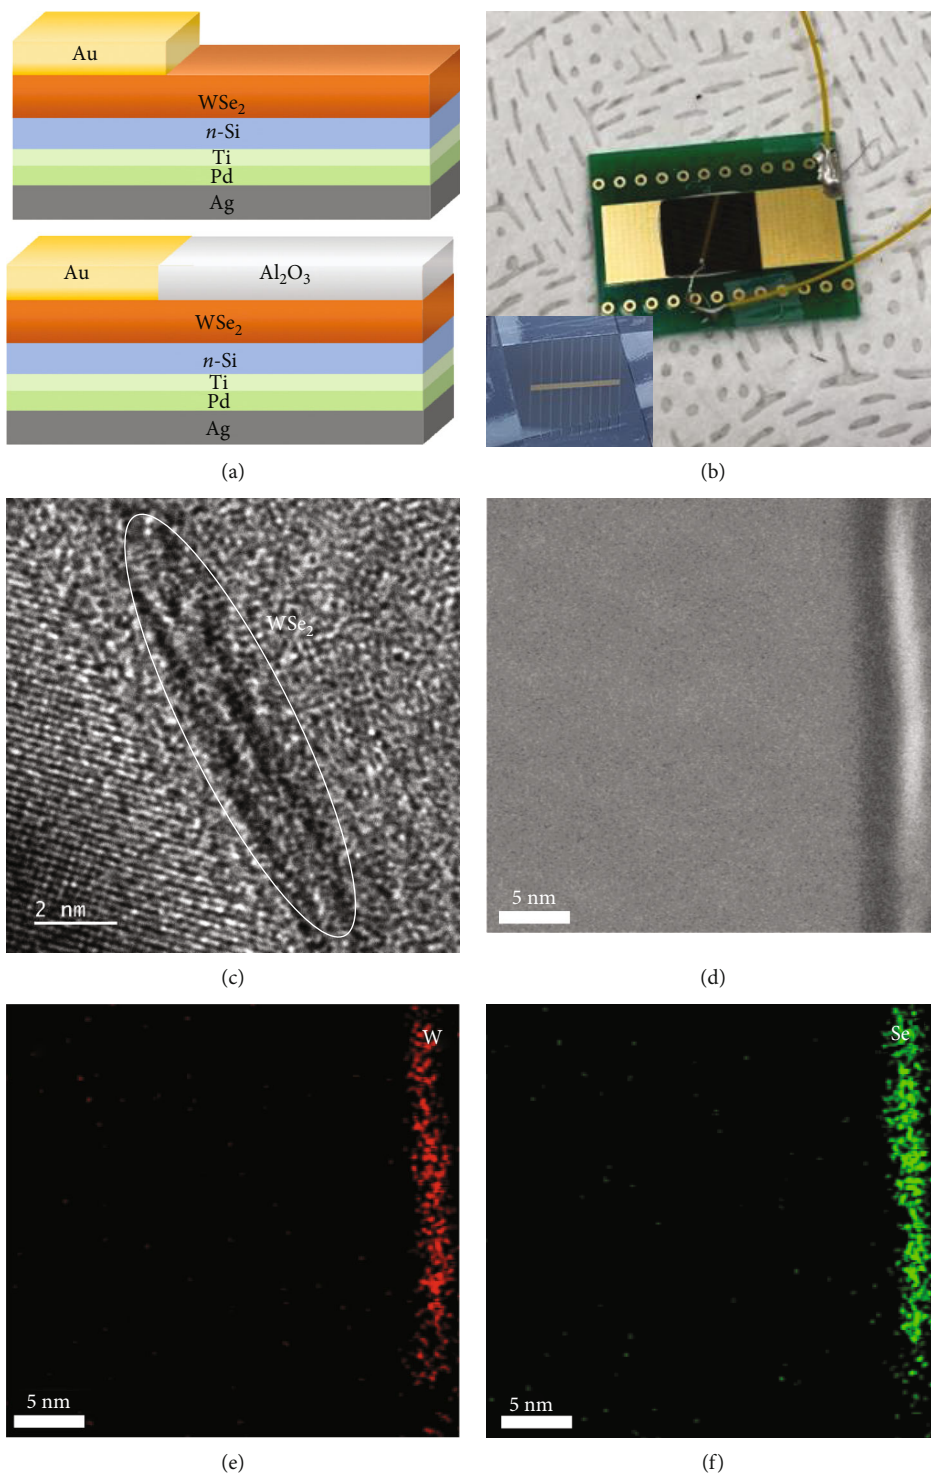 Au
WSe₂
n-Si
Ti
Pd
Ag
Au
Al₂O₃
WSe₂
n-Si
Ti
Pd
Ag
(a)
(b)
WSe₂
2 nm
(c)
5 nm
(d)
W
5 nm
(e)
Se
5 nm
(f)